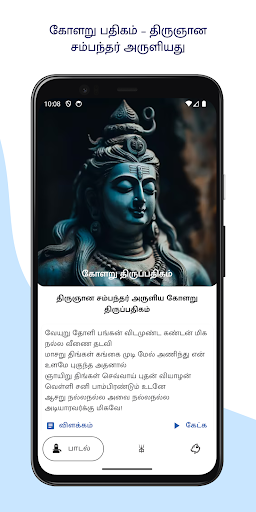 கோளறு பதிகம் – திருஞான
சம்பந்தர் அருளியது
10:08
கோளறு திருப்பதிகம்
திருஞான சம்பந்தர் அருளிய கோளறு
திருப்பதிகம்
வேயுறு தோளி பங்கன் விடமுண்ட கண்டன் மிக
நல்ல வீணை தடவி
மாசறு திங்கள் கங்கை முடி மேல் அணிந்து என்
உளமே புகுந்த அதனால்
ஞாயிறு திங்கள் செவ்வாய் புதன் வியாழன்
வெள்ளி சனி பாம்பிரண்டும் உடனே
ஆசறு நல்லநல்ல அவை நல்லநல்ல
அடியாரவர்க்கு மிகவே!
விளக்கம்
கேட்க
பாடல்